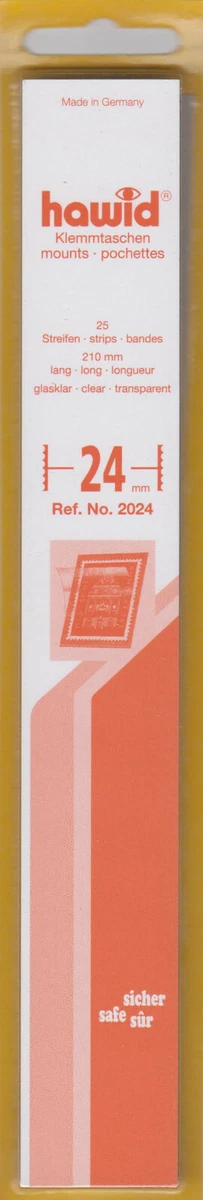 Made in Germany
hawid®
Klemmtaschen
mounts · pochettes
25
Streifen · strips · bandes
210 mm
lang · long · longueur
glasklar · clear · transparent
24 mm
Ref. No. 2024
sicher
safe sûr